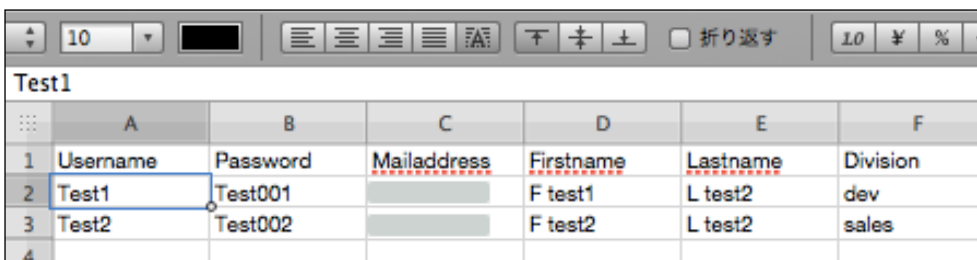 10 折り返す 1.0 ¥ %
Test1
A B C D E F
1 Username Password Mailaddress Firstname Lastname Division
2 Test1 Test001 F test1 L test2 dev
3 Test2 Test002 F test2 L test2 sales
4